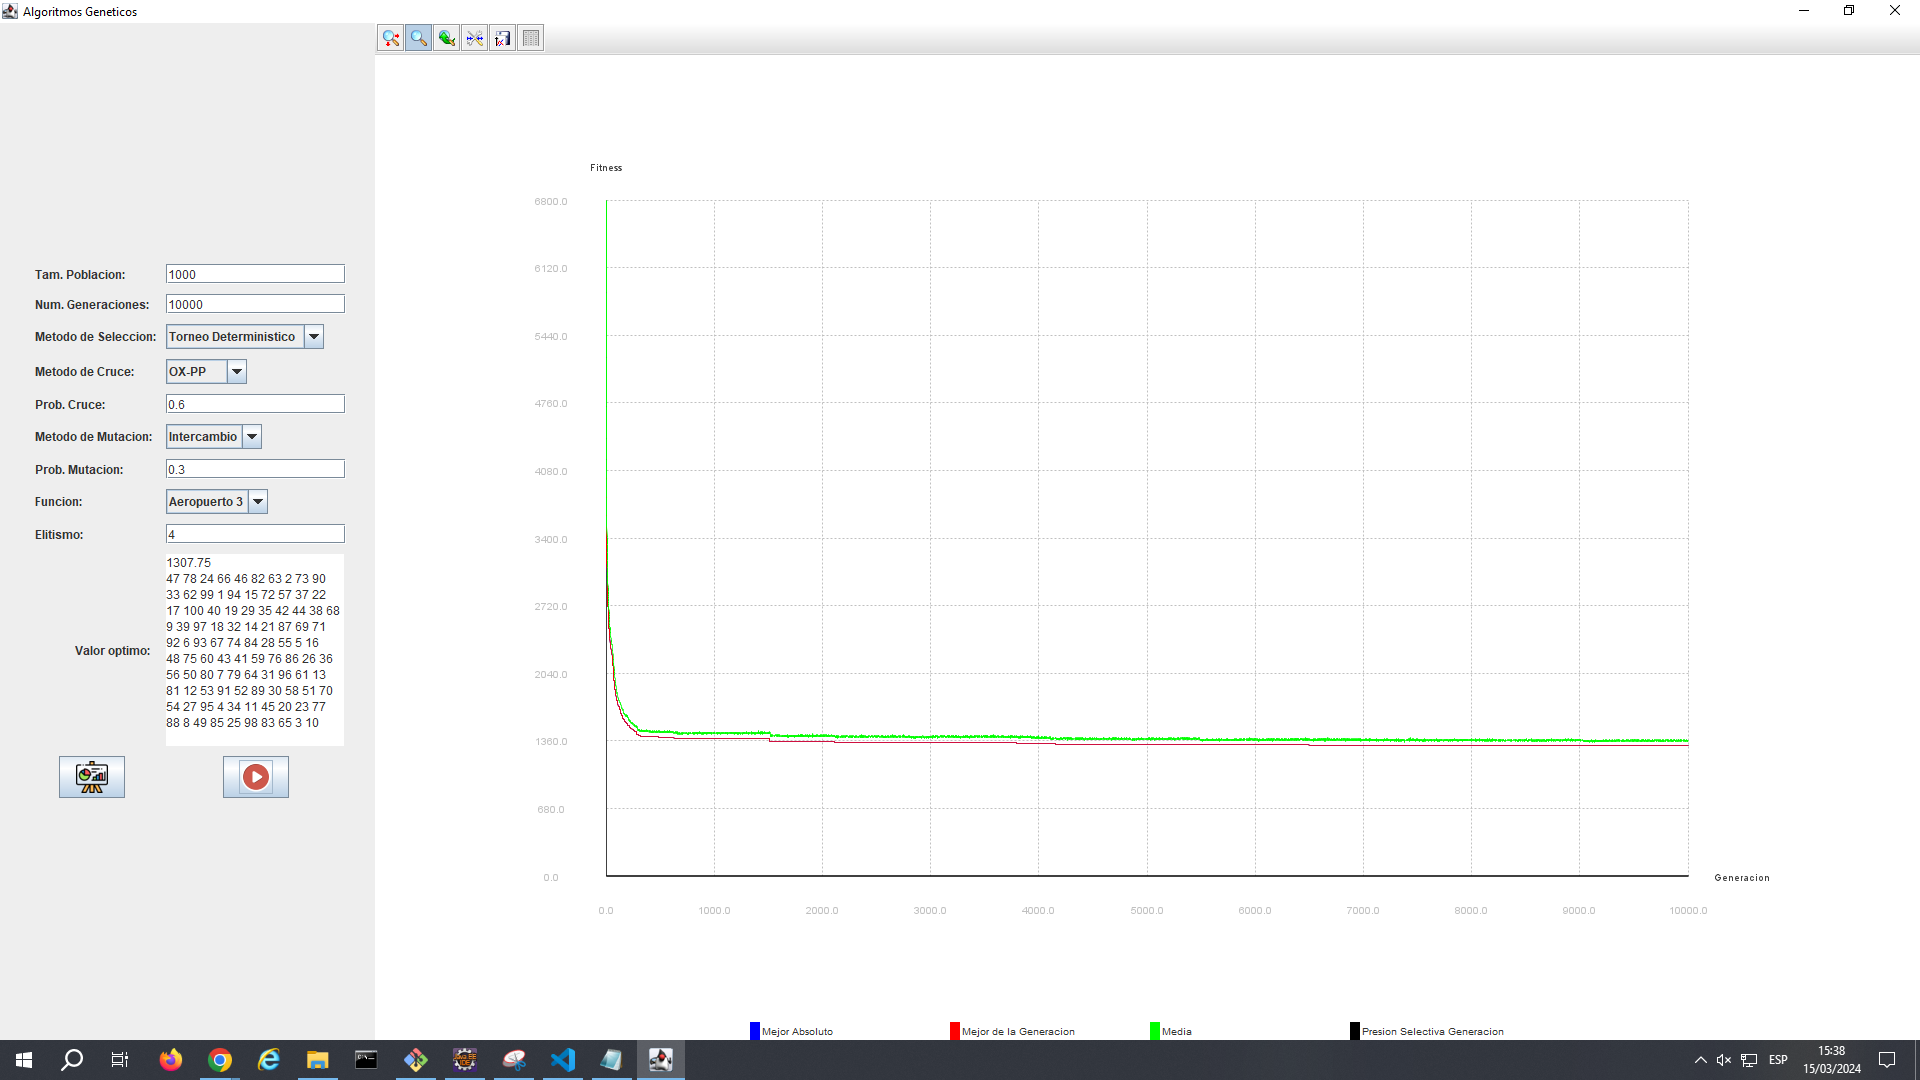 Algoritmos Geneticos
Tam. Poblacion: 1000
Num. Generaciones: 10000
Metodo de Seleccion: Torneo Deterministico
Metodo de Cruce: OX-PP
Prob. Cruce: 0.6
Metodo de Mutacion: Intercambio
Prob. Mutacion: 0.3
Funcion: Aeropuerto 3
Elitismo: 4
Valor optimo:
1307.75
47 78 24 66 46 82 63 2 73 90
33 62 99 1 94 15 72 57 37 22
17 100 40 19 29 35 42 44 38 68
9 39 97 18 32 14 21 87 69 71
92 6 93 67 74 84 28 55 5 16
48 75 60 43 41 59 76 86 26 36
56 50 80 7 79 64 31 96 61 13
81 12 53 91 52 89 30 58 51 70
54 27 95 4 34 11 45 20 23 77
88 8 49 85 25 98 83 65 3 10
Fitness
6800.0
6120.0
5440.0
4760.0
4080.0
3400.0
2720.0
2040.0
1360.0
680.0
0.0
Generacion
0.0 1000.0 2000.0 3000.0 4000.0 5000.0 6000.0 7000.0 8000.0 9000.0 10000.0
Mejor Absoluto Mejor de la Generacion Media Presion Selectiva Generacion
ESP
15:38
15/03/2024